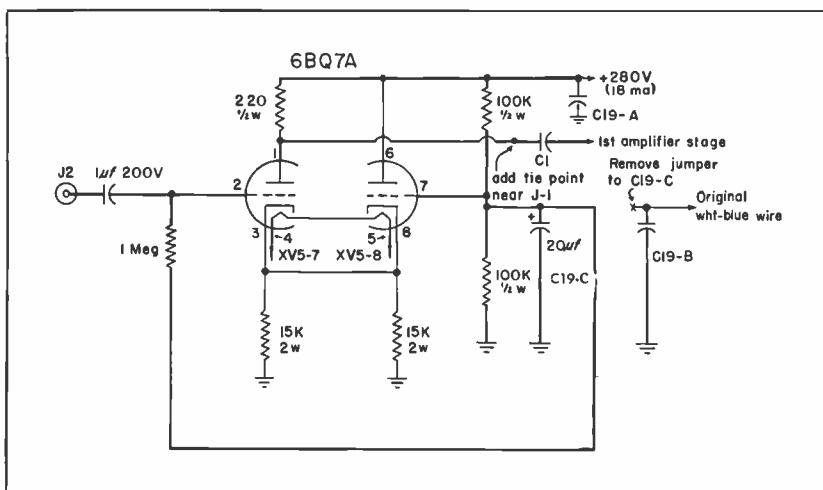 6BQ7A
+280V
(18 ma)
220
½ w
100K
½ w
C19-A
1st amplifier stage
C1
add tie point
near J-1
Remove jumper
to C19-C
Original
wht-blue wire
J2
1µf 200V
1
6
2
7
3
4
5
8
XV5-7
XV5-8
1 Meg
+
20µf
C19-C
C19-B
100K
½ w
15K
2w
15K
2w